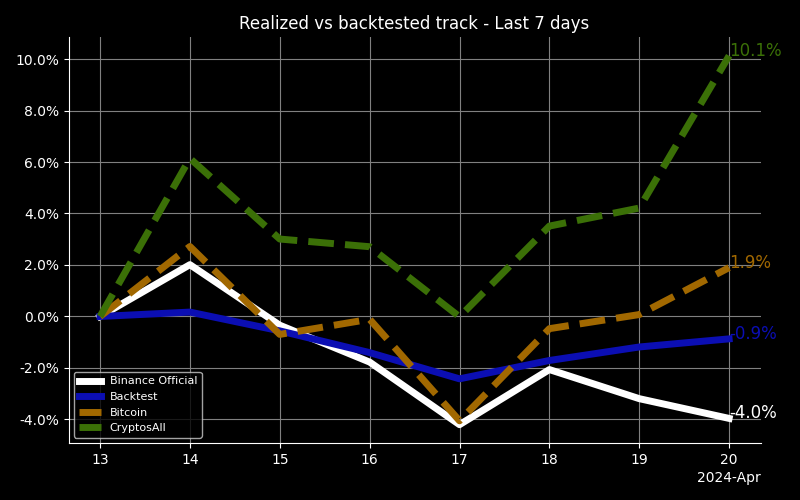 Realized vs backtested track - Last 7 days
10.0%
8.0%
6.0%
4.0%
2.0%
0.0%
-2.0%
-4.0%
10.1%
1.9%
-0.9%
-4.0%
Binance Official
Backtest
Bitcoin
CryptosAll
13 14 15 16 17 18 19 20
2024-Apr